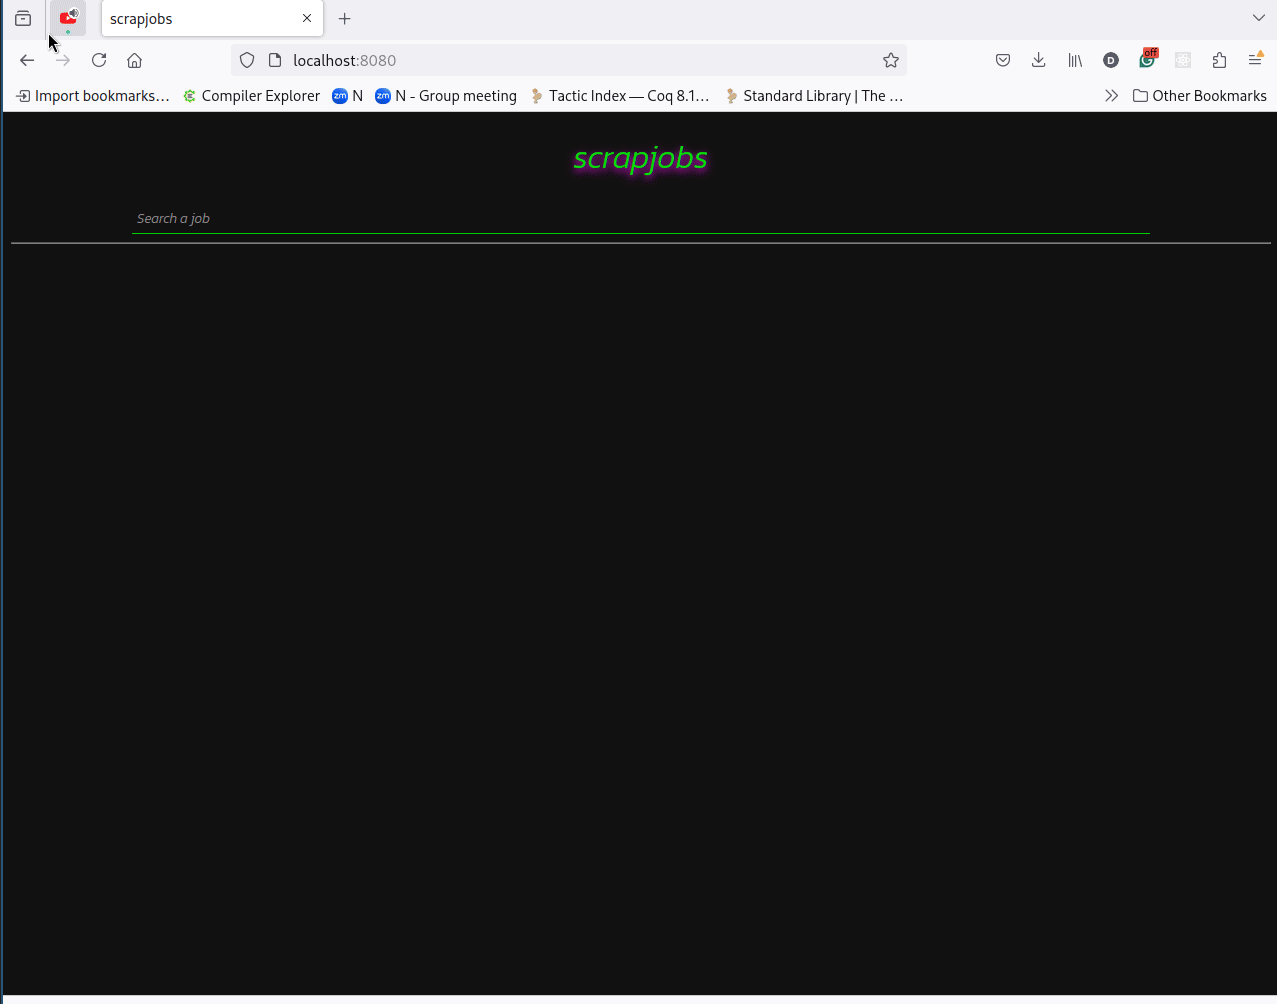 scrapjobs
localhost:8080
off
D
Import bookmarks... Compiler Explorer zm N zm N - Group meeting Tactic Index — Coq 8.1... Standard Library | The ... Other Bookmarks
scrapjobs
Search a job